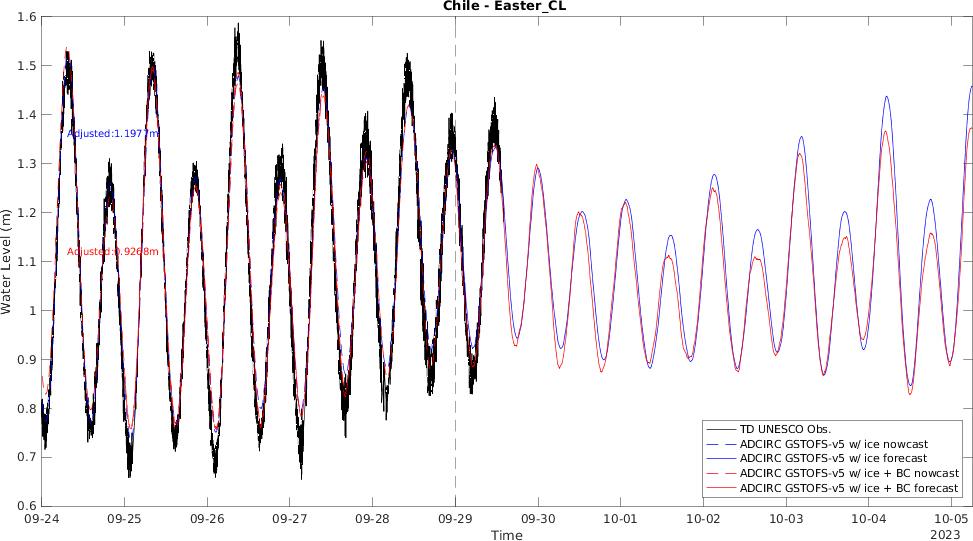 Chile - Easter_CL
1.6
1.5
1.4
1.3
1.2
1.1
1
0.9
0.8
0.7
0.6
Water Level (m)
Adjusted:1.1977m
Adjusted:0.9268m
TD UNESCO Obs.
ADCIRC GSTOFS-v5 w/ ice nowcast
ADCIRC GSTOFS-v5 w/ ice forecast
ADCIRC GSTOFS-v5 w/ ice + BC nowcast
ADCIRC GSTOFS-v5 w/ ice + BC forecast
09-24 09-25 09-26 09-27 09-28 09-29 09-30 10-01 10-02 10-03 10-04 10-05
2023
Time